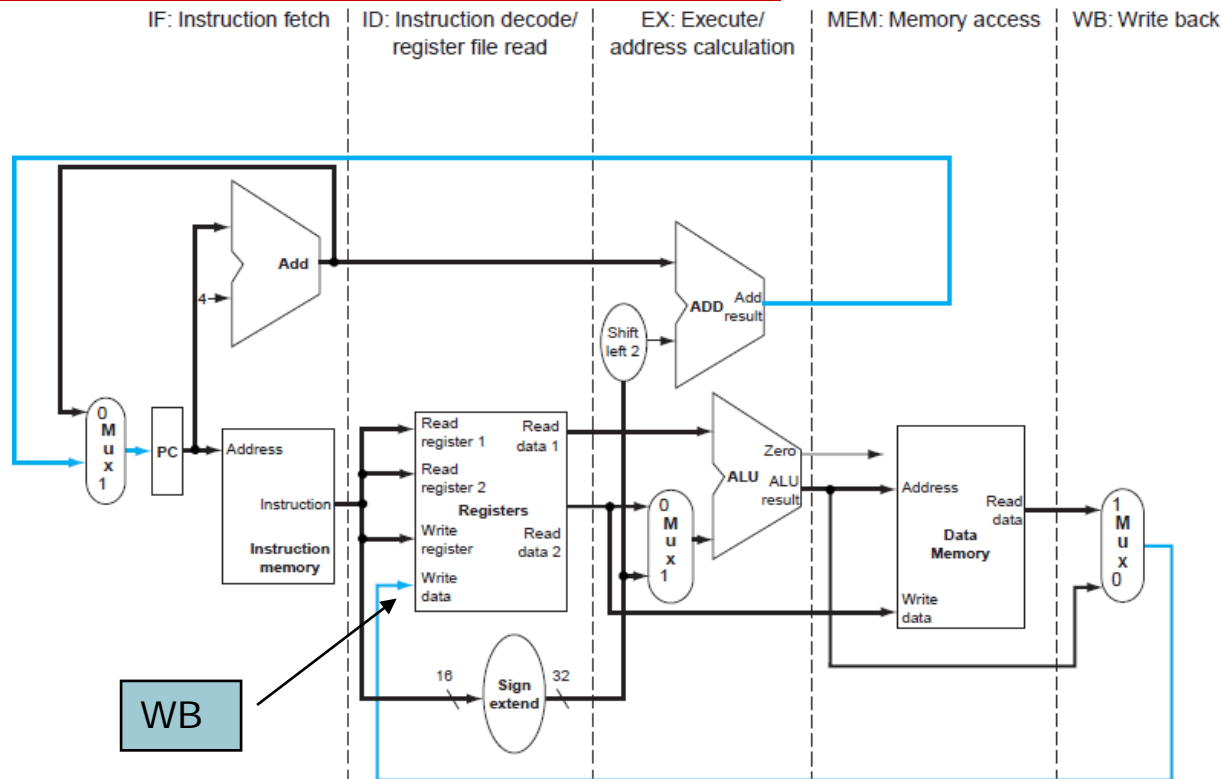 IF: Instruction fetch
ID: Instruction decode/
register file read
EX: Execute/
address calculation
MEM: Memory access
WB: Write back
Add
4
ADD
Add
result
Shift
left 2
0
M
u
x
1
PC
Address
Instruction
Instruction
memory
Read
register 1
Read
register 2
Registers
Write
register
Write
data
Read
data 1
Read
data 2
0
M
u
x
1
Zero
ALU
ALU
result
Address
Read
data
Data
Memory
Write
data
1
M
u
x
0
16
Sign
extend
32
WB